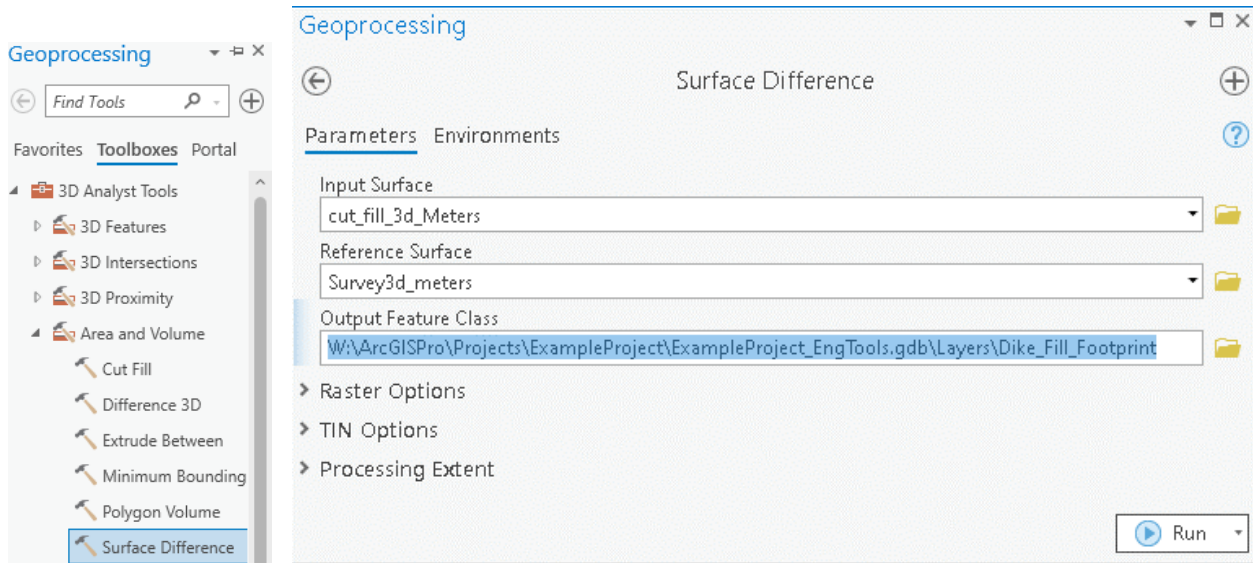 Geoprocessing
Find Tools
Favorites Toolboxes Portal
3D Analyst Tools
3D Features
3D Intersections
3D Proximity
Area and Volume
Cut Fill
Difference 3D
Extrude Between
Minimum Bounding
Polygon Volume
Surface Difference
Geoprocessing
Surface Difference
Parameters Environments
Input Surface
cut_fill_3d_Meters
Reference Surface
Survey3d_meters
Output Feature Class
W:\ArcGISPro\Projects\ExampleProject\ExampleProject_EngTools.gdb\Layers\Dike_Fill_Footprint
Raster Options
TIN Options
Processing Extent
Run